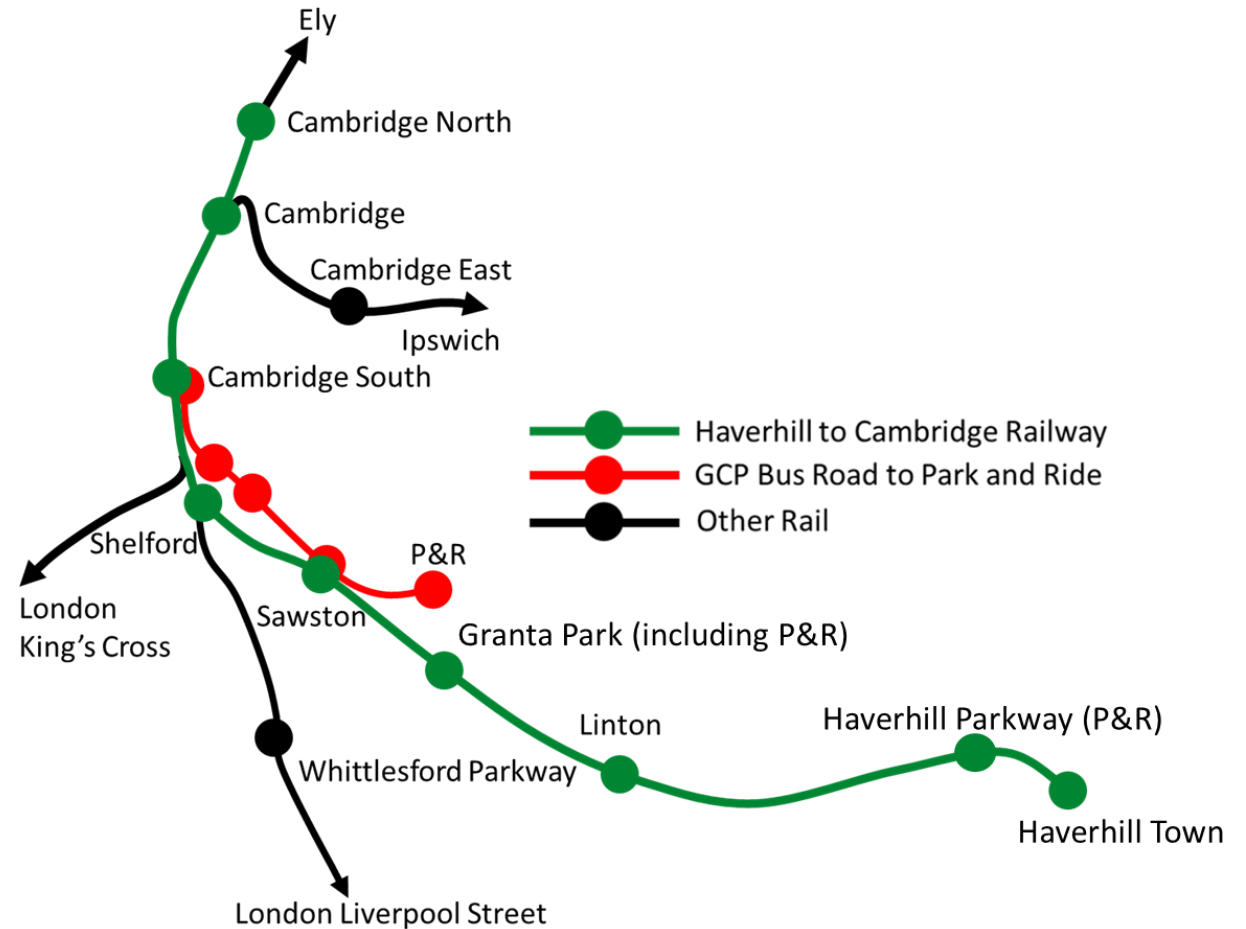 Ely
Cambridge North
Cambridge
Cambridge East
Ipswich
Cambridge South
Haverhill to Cambridge Railway
GCP Bus Road to Park and Ride
Other Rail
Shelford
P&R
London
King’s Cross
Sawston
Granta Park (including P&R)
Linton
Haverhill Parkway (P&R)
Whittlesford Parkway
Haverhill Town
London Liverpool Street